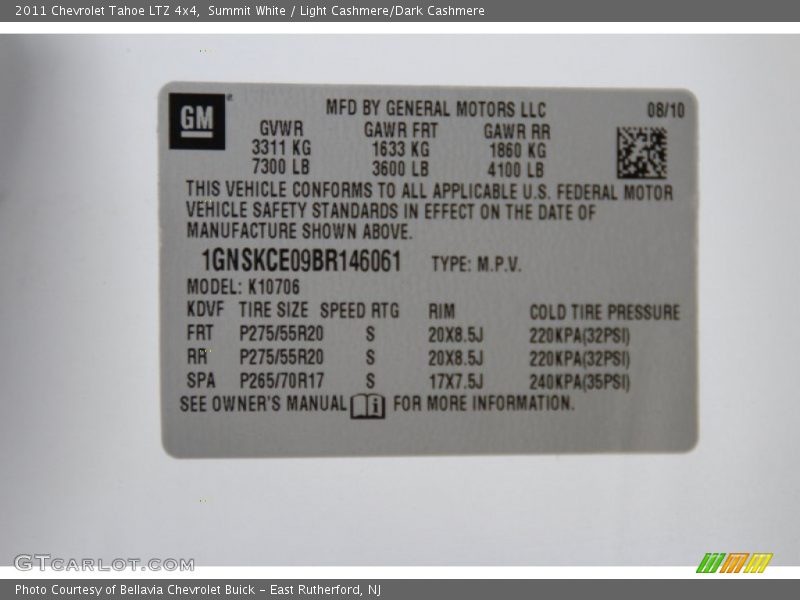 2011 Chevrolet Tahoe LTZ 4x4, Summit White / Light Cashmere/Dark Cashmere
GM
MFD BY GENERAL MOTORS LLC 08/10
GVWR GAWR FRT GAWR RR
3311 KG 1633 KG 1860 KG
7300 LB 3600 LB 4100 LB
THIS VEHICLE CONFORMS TO ALL APPLICABLE U.S. FEDERAL MOTOR
VEHICLE SAFETY STANDARDS IN EFFECT ON THE DATE OF
MANUFACTURE SHOWN ABOVE.
1GNSKCE09BR146061 TYPE: M.P.V.
MODEL: K10706
KDVF TIRE SIZE SPEED RTG RIM COLD TIRE PRESSURE
FRT P275/55R20 S 20X8.5J 220KPA(32PSI)
RR P275/55R20 S 20X8.5J 220KPA(32PSI)
SPA P265/70R17 S 17X7.5J 240KPA(35PSI)
SEE OWNER'S MANUAL i FOR MORE INFORMATION.
GTCARLOT.COM
Photo Courtesy of Bellavia Chevrolet Buick - East Rutherford, NJ